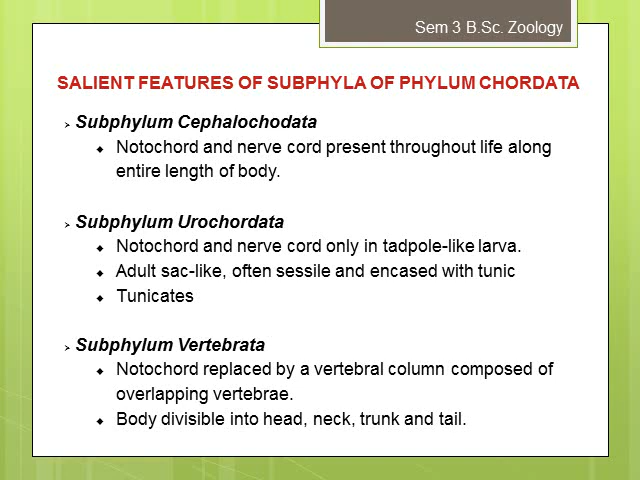 Sem 3 B.Sc. Zoology
SALIENT FEATURES OF SUBPHYLA OF PHYLUM CHORDATA
Subphylum Cephalochodata
Notochord and nerve cord present throughout life along
entire length of body.
Subphylum Urochordata
Notochord and nerve cord only in tadpole-like larva.
Adult sac-like, often sessile and encased with tunic
Tunicates
Subphylum Vertebrata
Notochord replaced by a vertebral column composed of
overlapping vertebrae.
Body divisible into head, neck, trunk and tail.